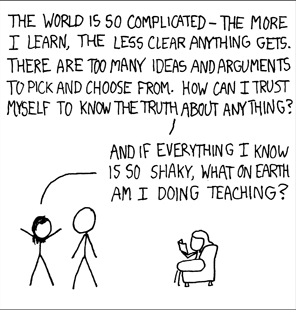 THE WORLD IS SO COMPLICATED – THE MORE
I LEARN, THE LESS CLEAR ANYTHING GETS.
THERE ARE TOO MANY IDEAS AND ARGUMENTS
TO PICK AND CHOOSE FROM. HOW CAN I TRUST
MYSELF TO KNOW THE TRUTH ABOUT ANYTHING?
AND IF EVERYTHING I KNOW
IS SO SHAKY, WHAT ON EARTH
AM I DOING TEACHING?